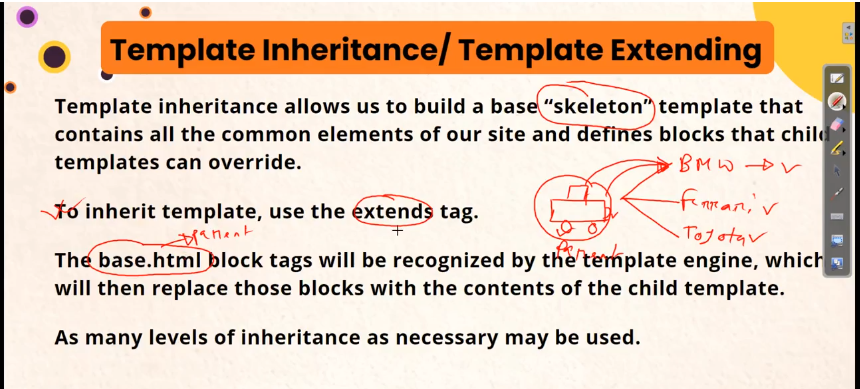 Template Inheritance/ Template Extending
Template inheritance allows us to build a base “skeleton” template that
contains all the common elements of our site and defines blocks that child
templates can override.
BMW
To inherit template, use the extends tag.
Ferrari
parent
Toyota
Parent
The base.html block tags will be recognized by the template engine, which
will then replace those blocks with the contents of the child template.
As many levels of inheritance as necessary may be used.